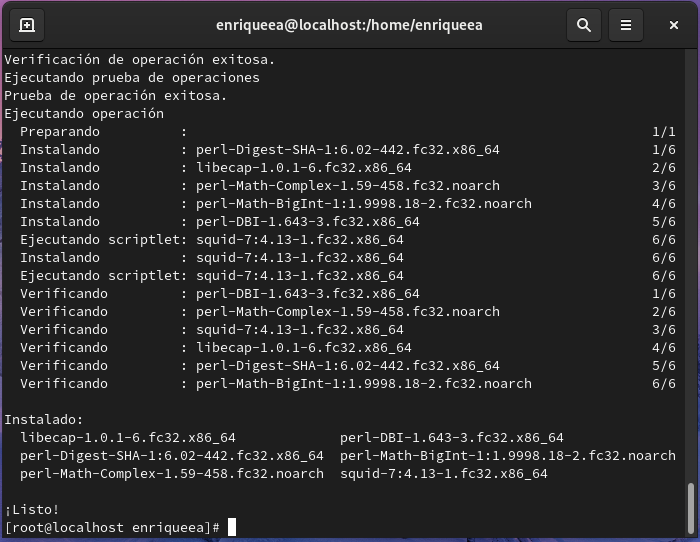 enriqueea@localhost:/home/enriqueea
Verificación de operación exitosa.
Ejecutando prueba de operaciones
Prueba de operación exitosa.
Ejecutando operación
  Preparando          :                                                          1/1
  Instalando          : perl-Digest-SHA-1:6.02-442.fc32.x86_64                   1/6
  Instalando          : libecap-1.0.1-6.fc32.x86_64                              2/6
  Instalando          : perl-Math-Complex-1.59-458.fc32.noarch                   3/6
  Instalando          : perl-Math-BigInt-1:1.9998.18-2.fc32.noarch               4/6
  Instalando          : perl-DBI-1.643-3.fc32.x86_64                             5/6
  Ejecutando scriptlet: squid-7:4.13-1.fc32.x86_64                               6/6
  Instalando          : squid-7:4.13-1.fc32.x86_64                               6/6
  Ejecutando scriptlet: squid-7:4.13-1.fc32.x86_64                               6/6
  Verificando         : perl-DBI-1.643-3.fc32.x86_64                             1/6
  Verificando         : perl-Math-Complex-1.59-458.fc32.noarch                   2/6
  Verificando         : squid-7:4.13-1.fc32.x86_64                               3/6
  Verificando         : libecap-1.0.1-6.fc32.x86_64                              4/6
  Verificando         : perl-Digest-SHA-1:6.02-442.fc32.x86_64                   5/6
  Verificando         : perl-Math-BigInt-1:1.9998.18-2.fc32.noarch               6/6
Instalado:
  libecap-1.0.1-6.fc32.x86_64             perl-DBI-1.643-3.fc32.x86_64
  perl-Digest-SHA-1:6.02-442.fc32.x86_64  perl-Math-BigInt-1:1.9998.18-2.fc32.noarch
  perl-Math-Complex-1.59-458.fc32.noarch  squid-7:4.13-1.fc32.x86_64
¡Listo!
[root@localhost enriqueea]#